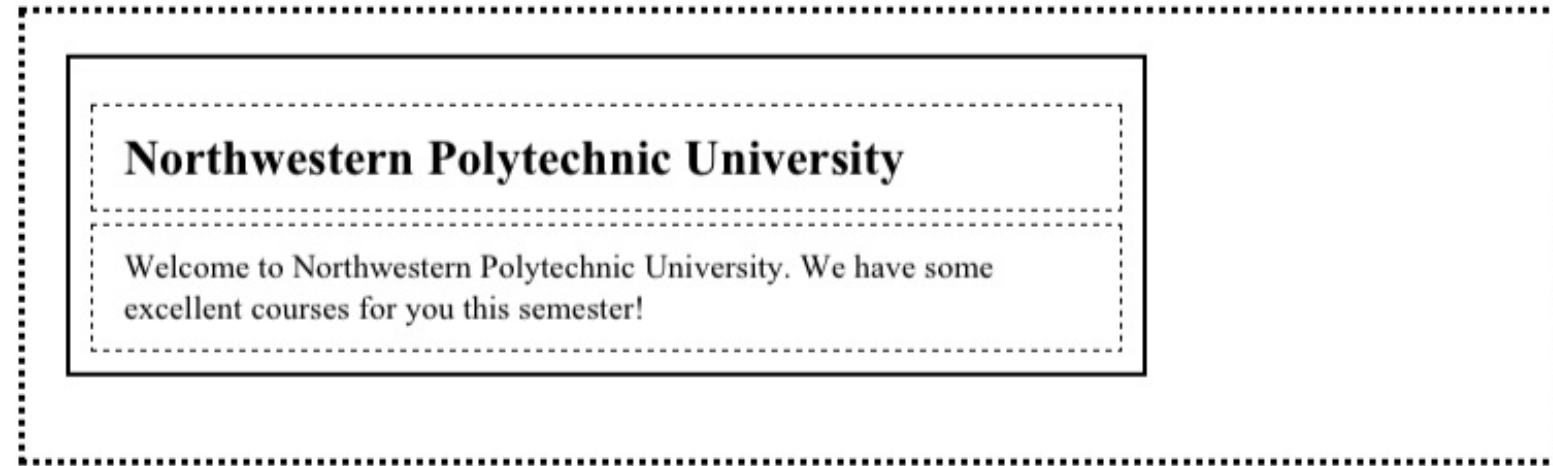 Northwestern Polytechnic University
Welcome to Northwestern Polytechnic University. We have some
excellent courses for you this semester!